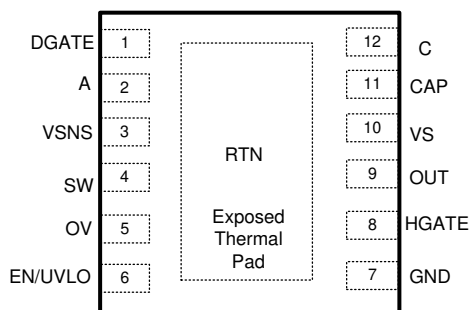 DGATE 1
A 2
VSNS 3
SW 4
OV 5
EN/UVLO 6
RTN
Exposed
Thermal
Pad
12 C
11 CAP
10 VS
9 OUT
8 HGATE
7 GND